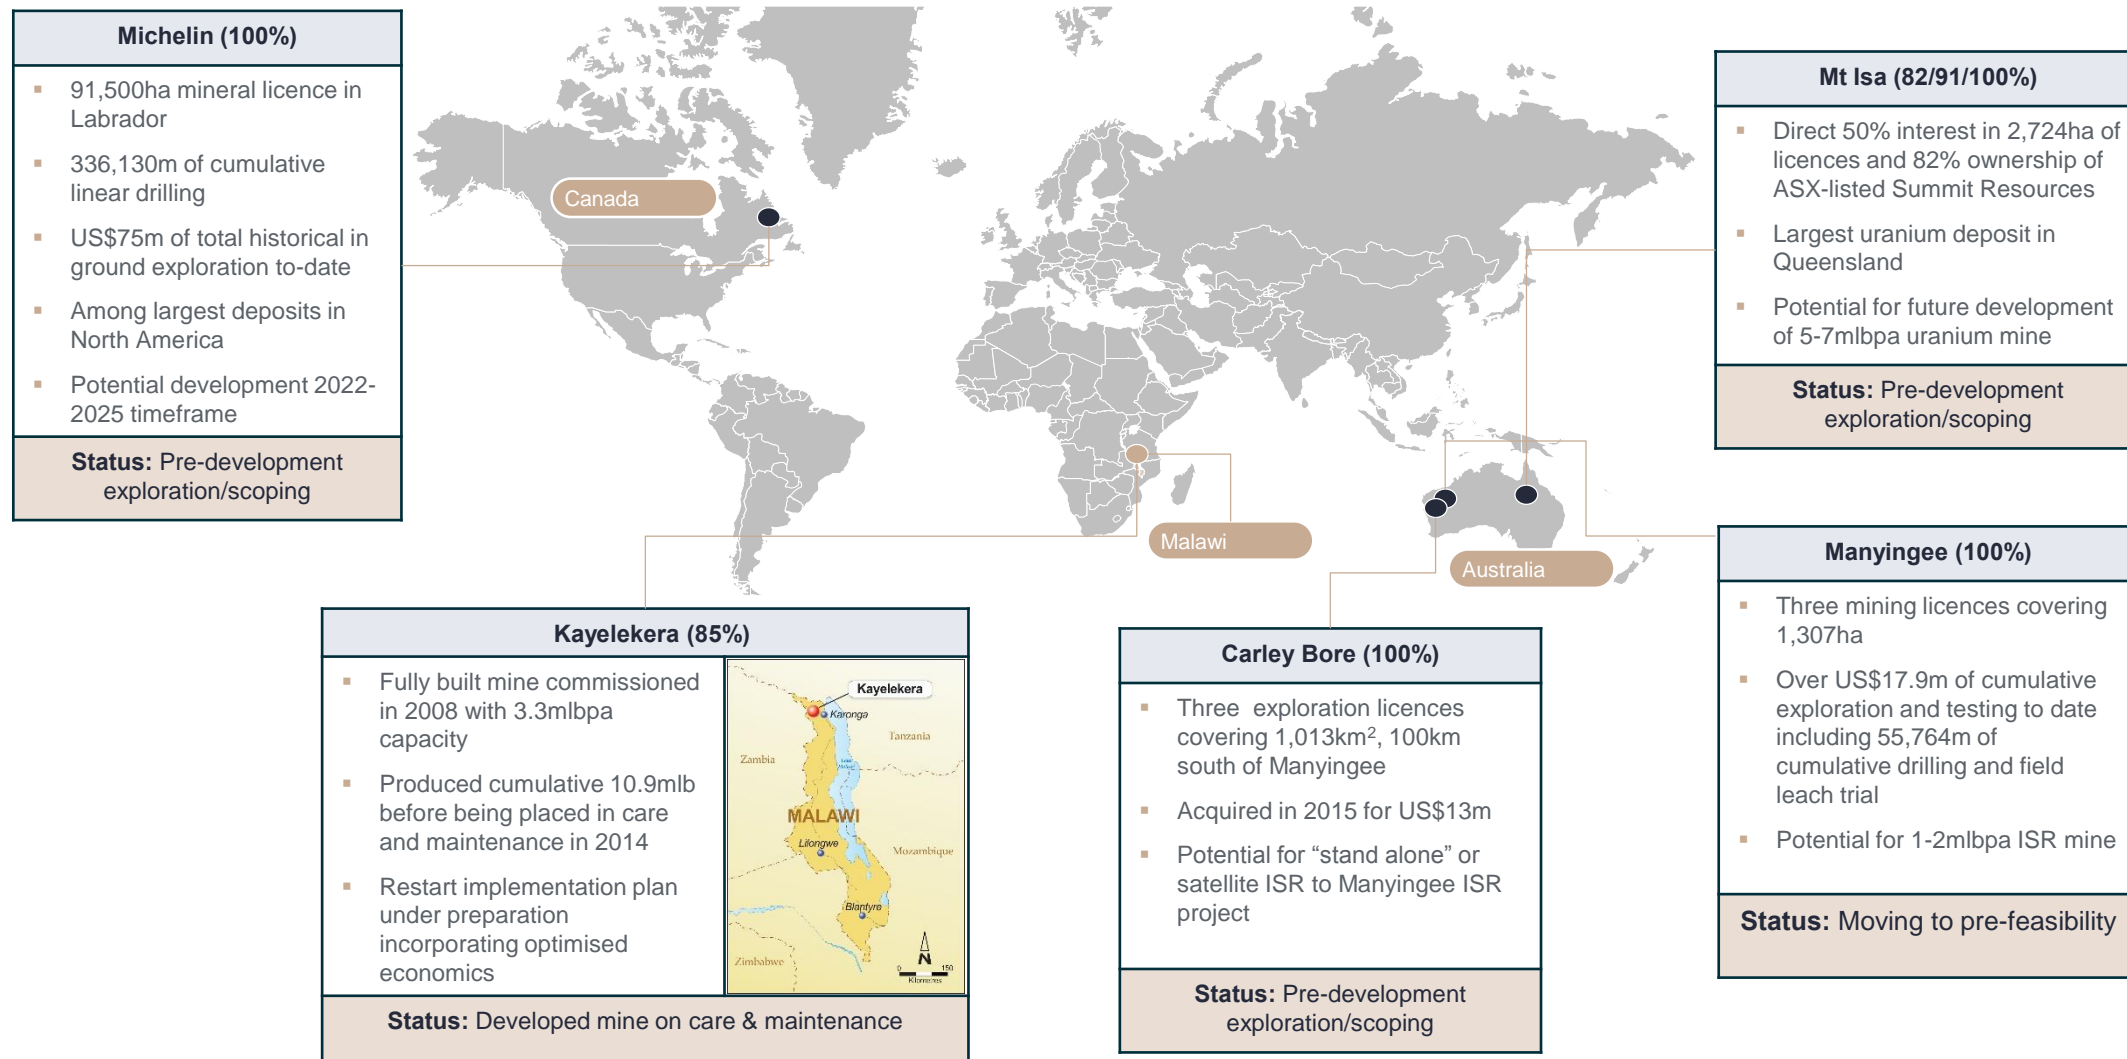 Michelin (100%)
91,500ha mineral licence in
Labrador
336,130m of cumulative
linear drilling
US$75m of total historical in
ground exploration to-date
Among largest deposits in
North America
Potential development 2022-
2025 timeframe
Status: Pre-development
exploration/scoping
Canada
Malawi
Australia
Mt Isa (82/91/100%)
Direct 50% interest in 2,724ha of
licences and 82% ownership of
ASX-listed Summit Resources
Largest uranium deposit in
Queensland
Potential for future development
of 5-7mlbpa uranium mine
Status: Pre-development
exploration/scoping
Kayelekera (85%)
Fully built mine commissioned
in 2008 with 3.3mlbpa
capacity
Produced cumulative 10.9mlb
before being placed in care
and maintenance in 2014
Restart implementation plan
under preparation
incorporating optimised
economics
Kayelekera
Karonga
Tanzania
Zambia
MALAWI
Lilongwe
Mozambique
Blantyre
Zimbabwe
N
0 150
Kilometres
Status: Developed mine on care & maintenance
Carley Bore (100%)
Three exploration licences
covering 1,013km², 100km
south of Manyingee
Acquired in 2015 for US$13m
Potential for “stand alone” or
satellite ISR to Manyingee ISR
project
Status: Pre-development
exploration/scoping
Manyingee (100%)
Three mining licences covering
1,307ha
Over US$17.9m of cumulative
exploration and testing to date
including 55,764m of
cumulative drilling and field
leach trial
Potential for 1-2mlbpa ISR mine
Status: Moving to pre-feasibility